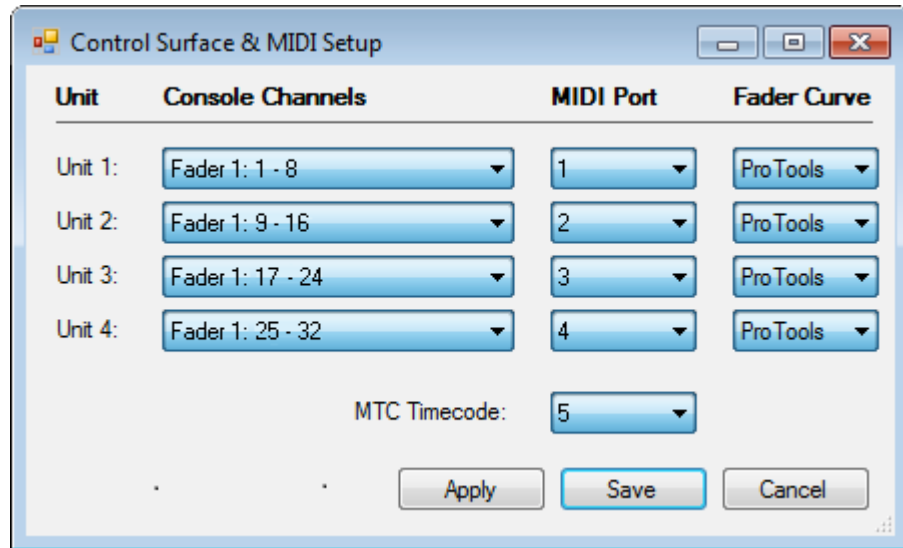 Control Surface & MIDI Setup
Unit Console Channels MIDI Port Fader Curve
Unit 1: Fader 1: 1 - 8 1 ProTools
Unit 2: Fader 1: 9 - 16 2 ProTools
Unit 3: Fader 1: 17 - 24 3 ProTools
Unit 4: Fader 1: 25 - 32 4 ProTools
MTC Timecode: 5
Apply Save Cancel